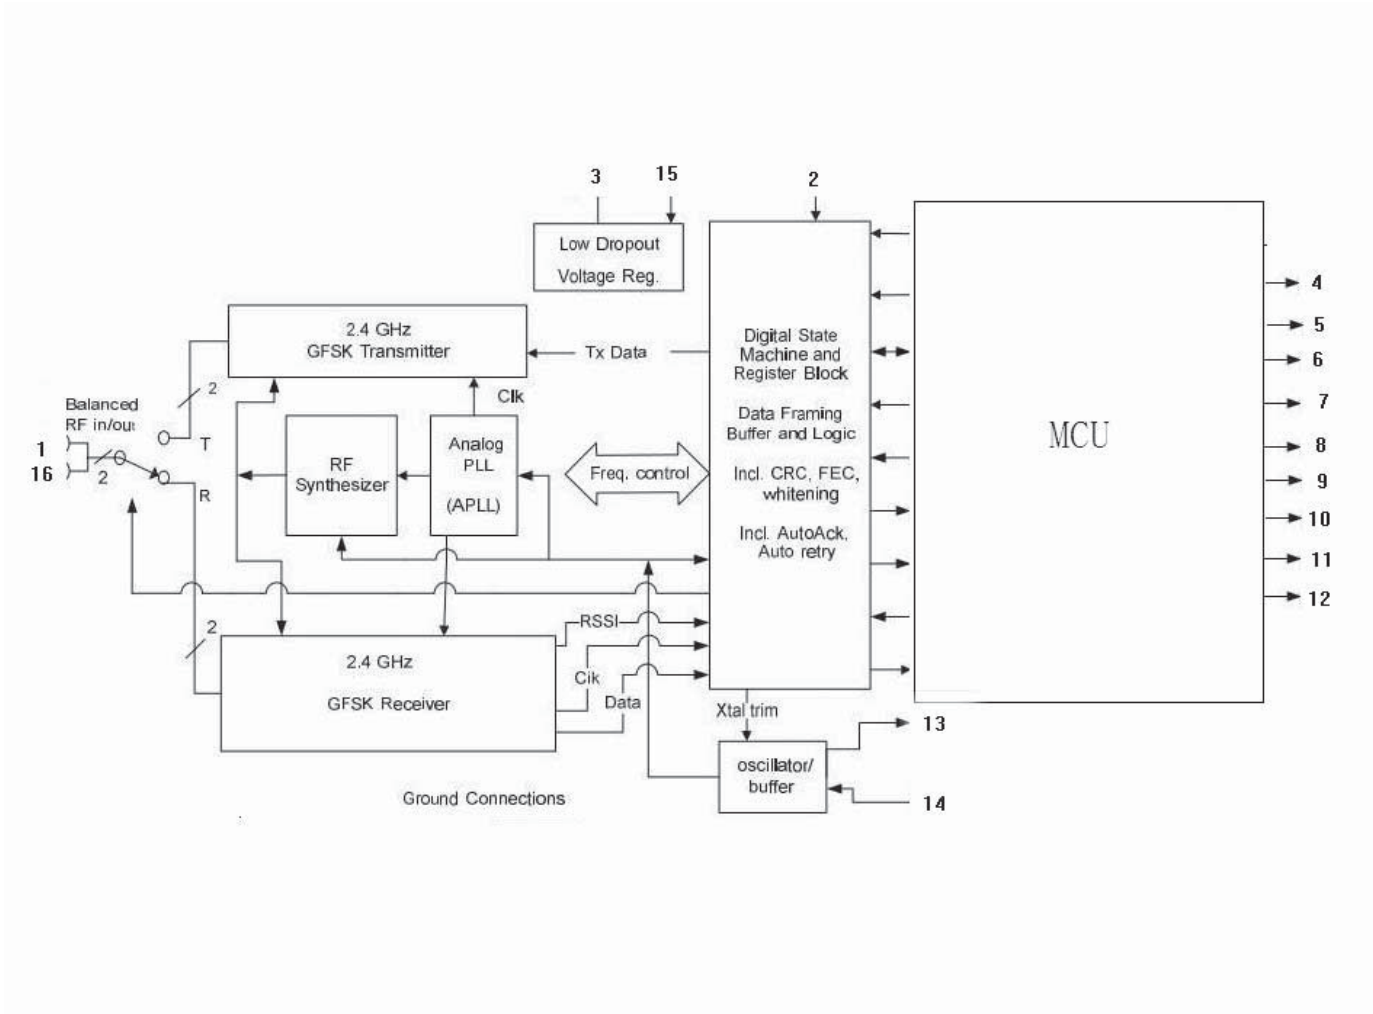 3
15
2
Low Dropout
Voltage Reg.
4
5
6
7
8
9
10
11
12
2.4 GHz
GFSK Transmitter
Tx Data
Digital State
Machine and
Register Block
Data Framing
Buffer and Logic
Incl. CRC, FEC,
whitening
Incl. AutoAck,
Auto retry
MCU
2
Clk
Balanced
RF in/out
1
16
2
T
R
RF
Synthesizer
Analog
PLL
(APLL)
Freq. control
2
RSSI
Cik
Data
2.4 GHz
GFSK Receiver
Xtal trim
13
oscillator/
buffer
14
Ground Connections